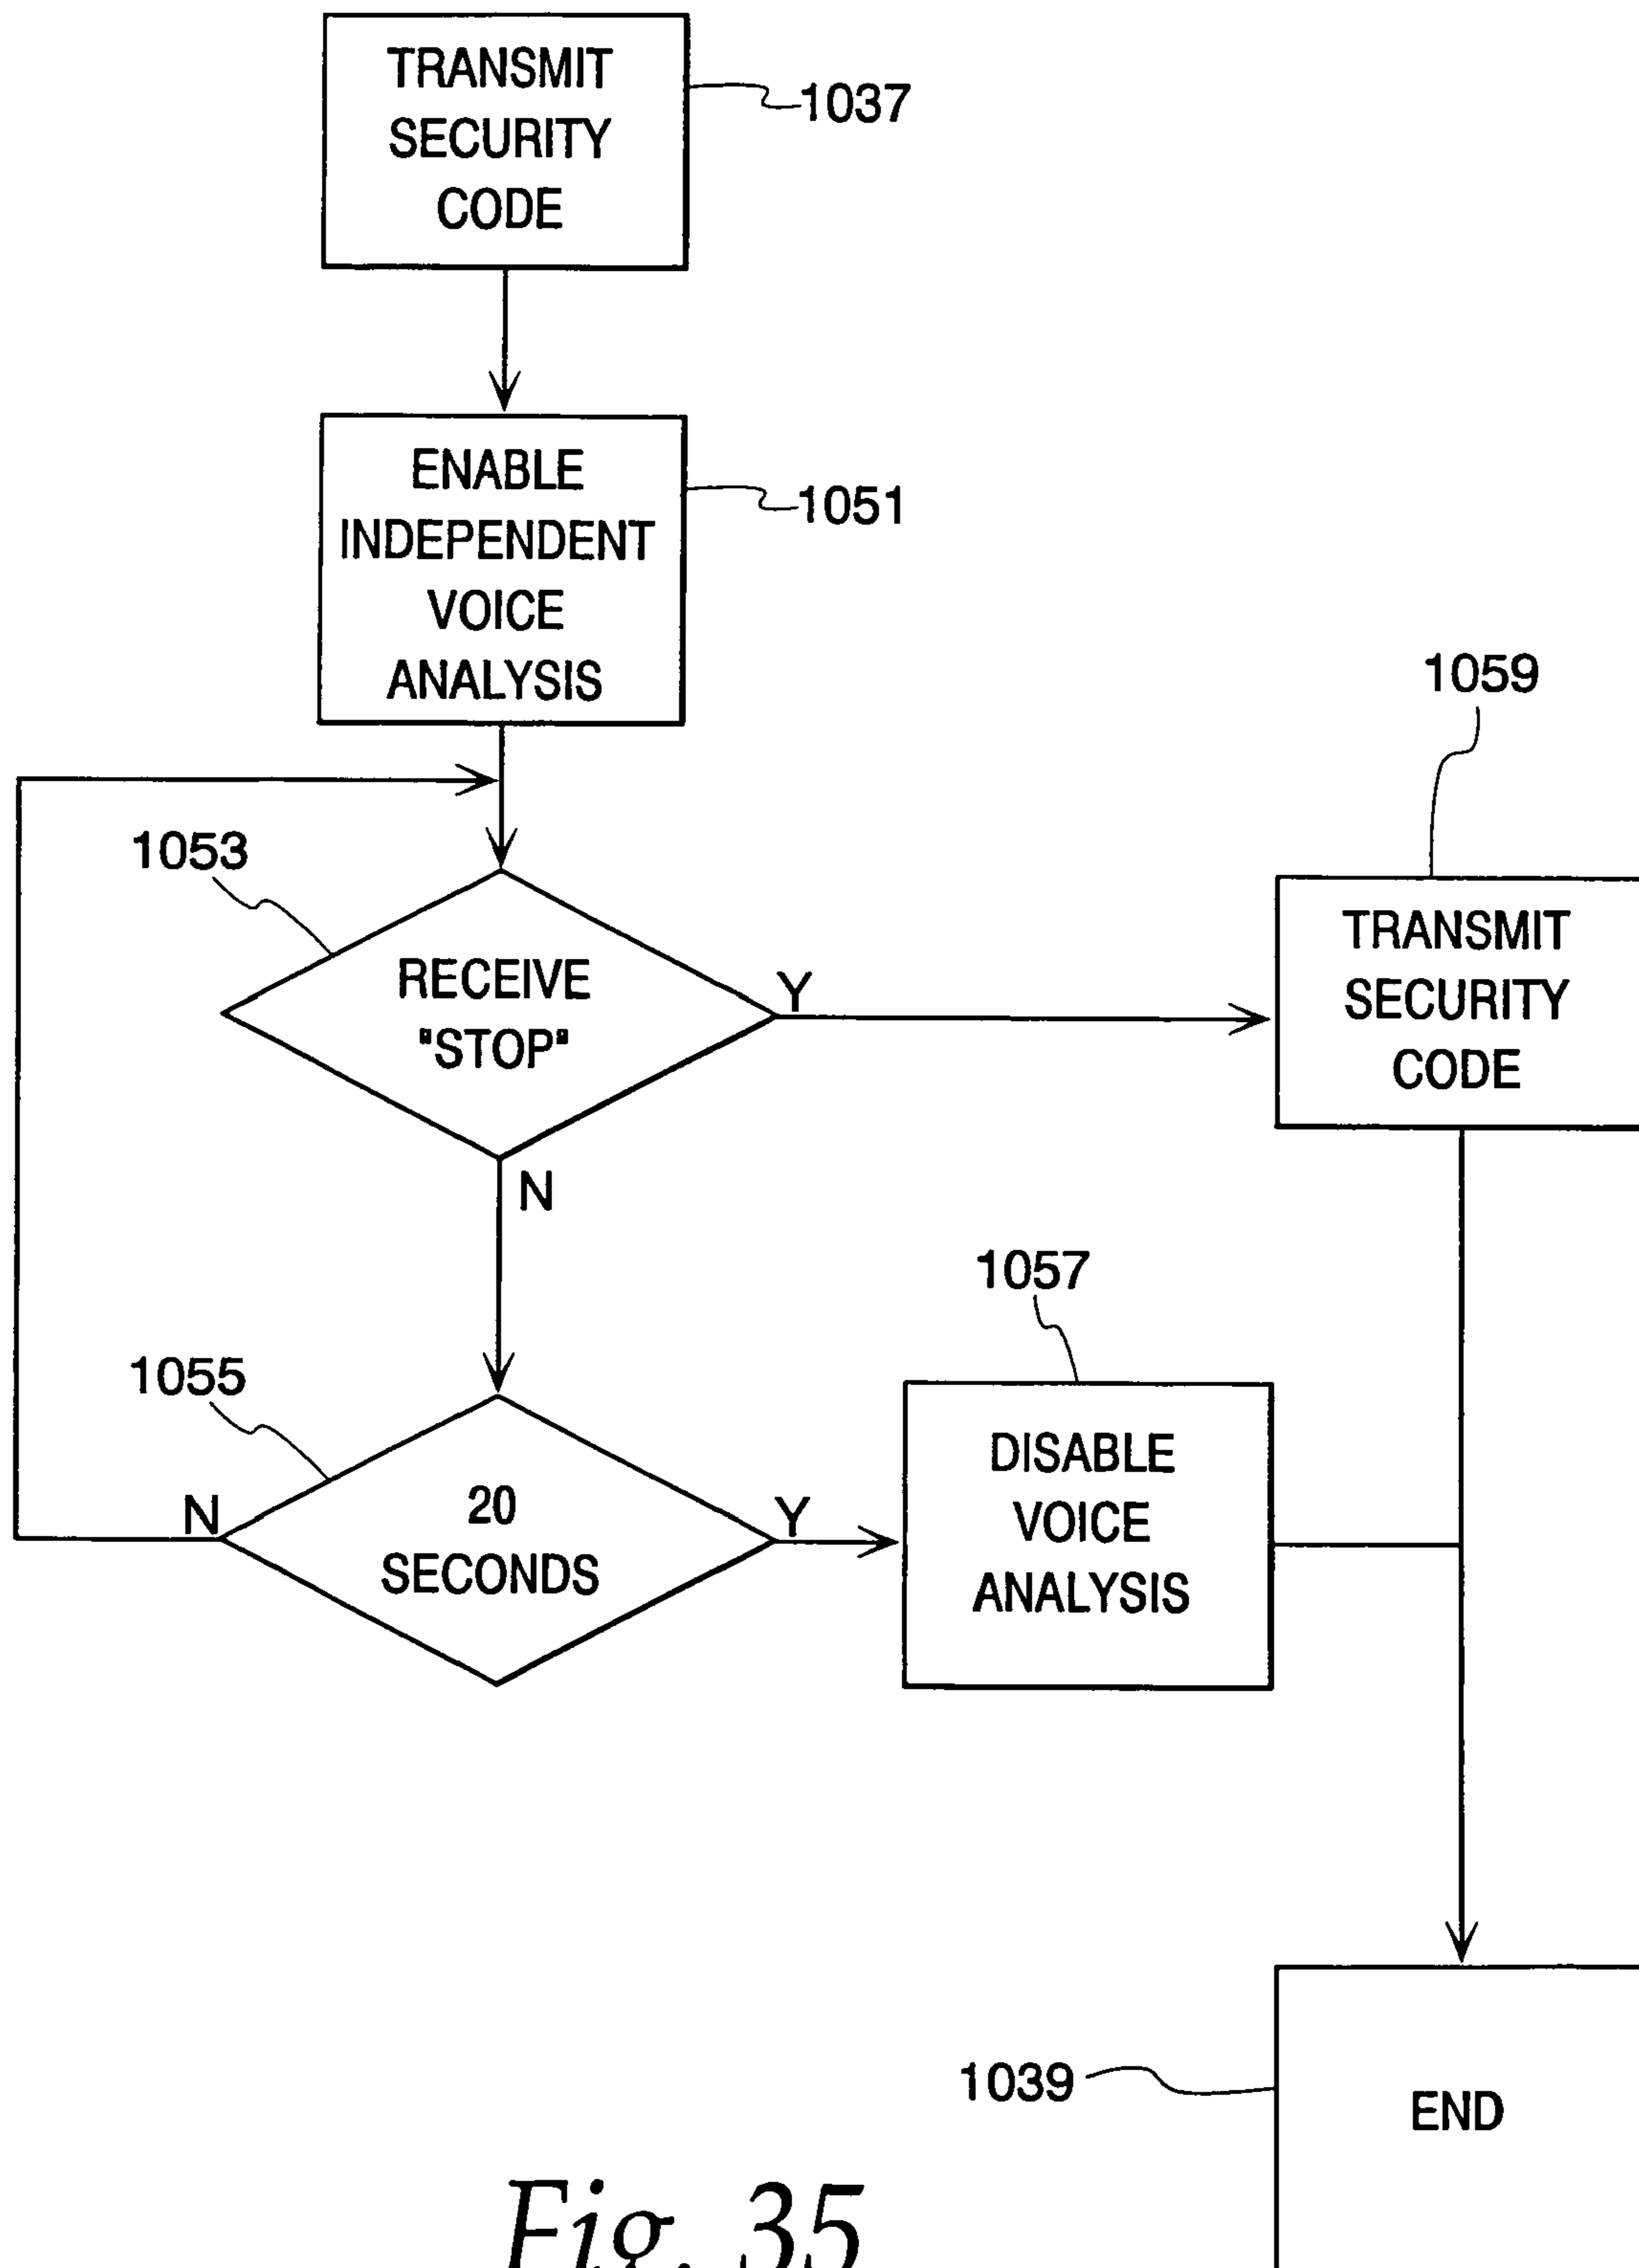 TRANSMIT
SECURITY
CODE
1037
ENABLE
INDEPENDENT
VOICE
ANALYSIS
1051
1053
RECEIVE
"STOP"
Y
N
1059
TRANSMIT
SECURITY
CODE
1055
20
SECONDS
N
Y
1057
DISABLE
VOICE
ANALYSIS
1039
END
Fig. 35